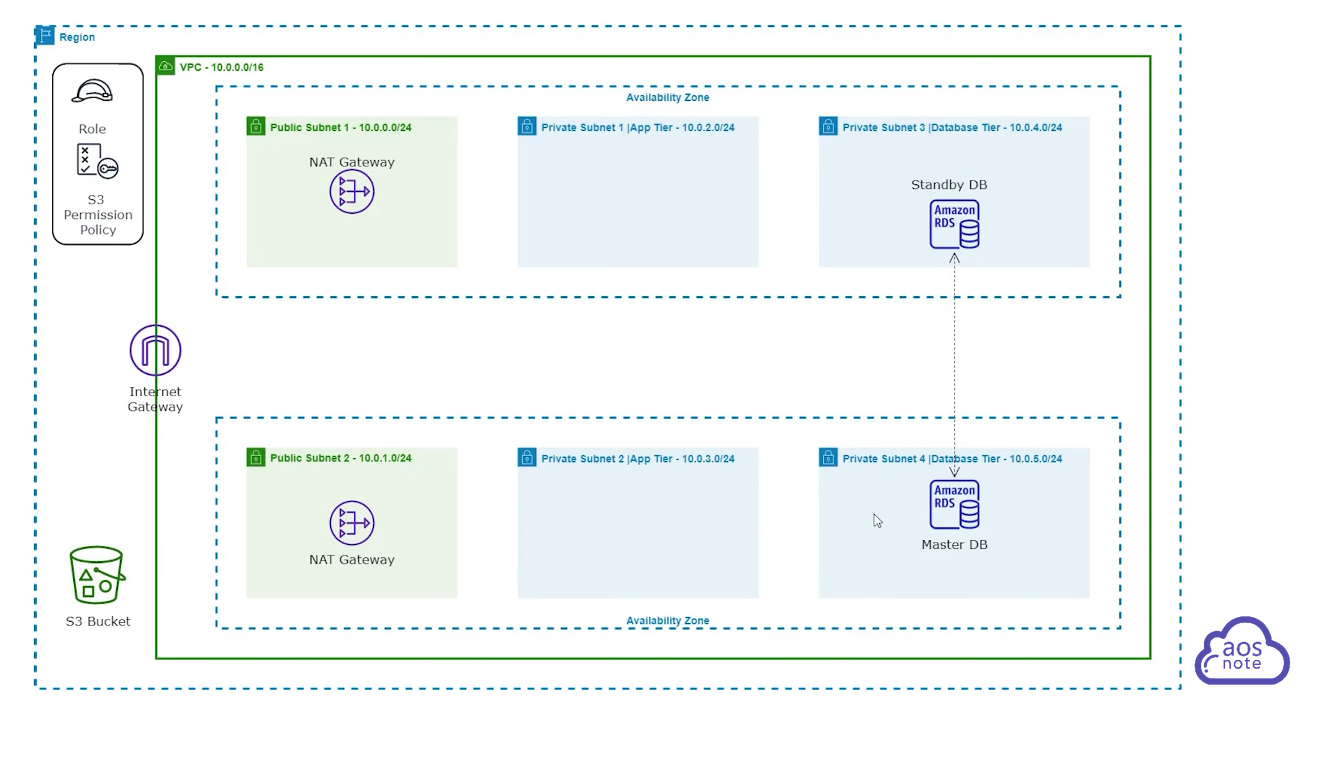 Region
VPC - 10.0.0.0/16
Availability Zone
Role
S3
Permission
Policy
Public Subnet 1 - 10.0.0.0/24
NAT Gateway
Private Subnet 1 |App Tier - 10.0.2.0/24
Private Subnet 3 |Database Tier - 10.0.4.0/24
Standby DB
Amazon
RDS
Internet
Gateway
Public Subnet 2 - 10.0.1.0/24
NAT Gateway
Private Subnet 2 |App Tier - 10.0.3.0/24
Private Subnet 4 |Database Tier - 10.0.5.0/24
Amazon
RDS
Master DB
S3 Bucket
Availability Zone
aos
note